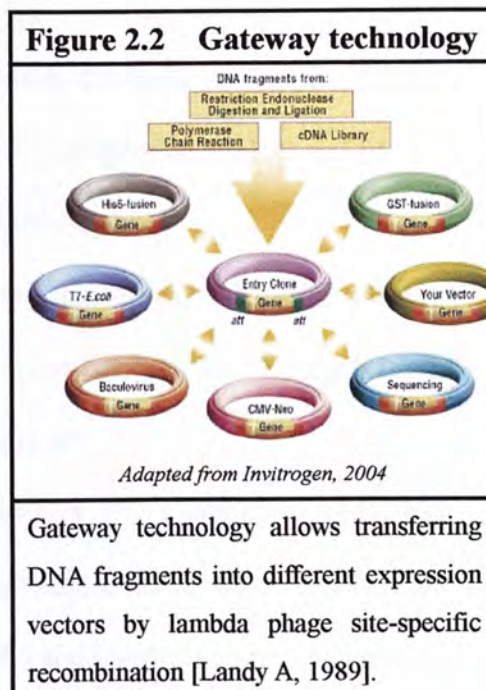 Figure 2.2 Gateway technology
DNA fragments from:
Restriction Endonuclease
Digestion and Ligation
Polymerase
Chain Reaction
cDNA Library
His6-fusion
Gene
GST-fusion
Gene
T7-E.coli
Gene
Entry Clone
Gene
att att
Your Vector
Gene
Baculovirus
Gene
CMV-Neo
Gene
Sequencing
Gene
Adapted from Invitrogen, 2004
Gateway technology allows transferring
DNA fragments into different expression
vectors by lambda phage site-specific
recombination [Landy A, 1989].